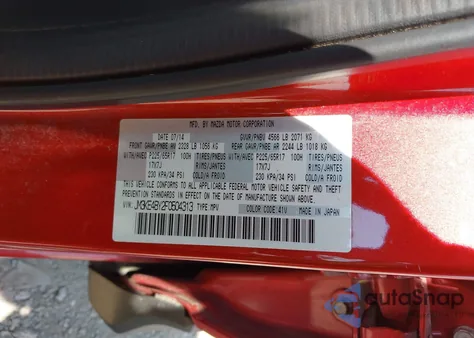 MFD. BY MAZDA MOTOR CORPORATION
DATE 07/14 GVWR/PNBV 4566 LB 2071 KG
FRONT GAWR/PNBE AV 2328 LB 1056 KG REAR GAWR/PNBE AR 2244 LB 1018 KG
WITH/AVEC P225/65R17 100H TIRES/PNEUS WITH/AVEC P225/65R17 100H TIRES/PNEUS
17X7J RIMS/JANTES 17X7J RIMS/JANTES
230 KPA/34 PSI COLD/A FROID 230 KPA/34 PSI COLD/A FROID
THIS VEHICLE CONFORMS TO ALL APPLICABLE FEDERAL MOTOR VEHICLE SAFETY, BUMPER, AND THEFT PREVENTION STANDARDS
IN EFFECT ON THE DATE OF MANUFACTURE SHOWN ABOVE.
VIN: JM3KE4BY2F0504313 TYPE: MPV COLOR CODE: 41V MADE IN JAPAN
autoSnap